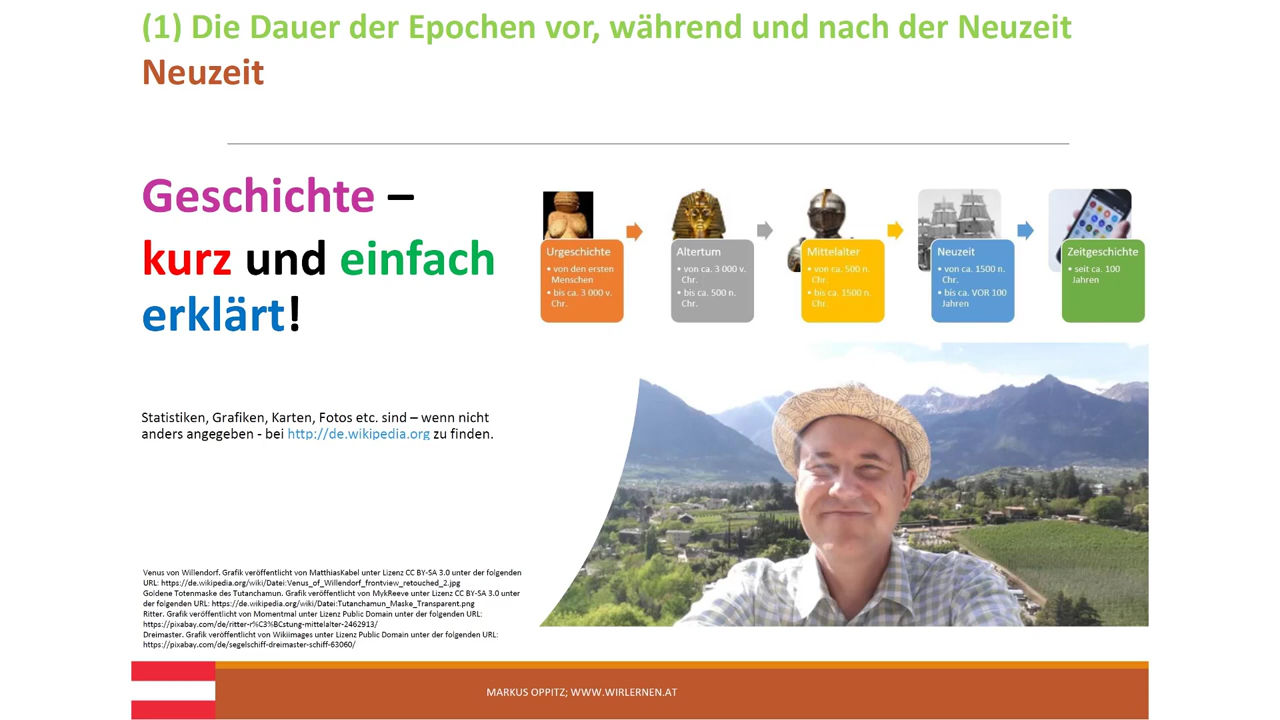 (1) Die Dauer der Epochen vor, während und nach der Neuzeit
Neuzeit
Geschichte –
kurz und einfach
erklärt!
Urgeschichte
• von den ersten
Menschen
• bis ca. 3 000 v.
Chr.
Altertum
• von ca. 3 000 v.
Chr.
• bis ca. 500 n.
Chr.
Mittelalter
• von ca. 500 n.
Chr.
• bis ca. 1500 n.
Chr.
Neuzeit
• von ca. 1500 n.
Chr.
• bis ca. VOR 100
Jahren
Zeitgeschichte
• seit ca. 100
Jahren
Statistiken, Grafiken, Karten, Fotos etc. sind – wenn nicht
anders angegeben - bei http://de.wikipedia.org zu finden.
Venus von Willendorf. Grafik veröffentlicht von MatthiasKabel unter Lizenz CC BY-SA 3.0 unter der folgenden
URL: https://de.wikipedia.org/wiki/Datei:Venus_of_Willendorf_frontview_retouched_2.jpg
Goldene Totenmaske des Tutanchamun. Grafik veröffentlicht von MykReeve unter Lizenz CC BY-SA 3.0 unter
der folgenden URL: https://de.wikipedia.org/wiki/Datei:Tutanchamun_Maske_Transparent.png
Ritter. Grafik veröffentlicht von Momentmal unter Lizenz Public Domain unter der folgenden URL:
https://pixabay.com/de/ritter-r%C3%BCstung-mittelalter-2462913/
Dreimaster. Grafik veröffentlicht von Wikiimages unter Lizenz Public Domain unter der folgenden URL:
https://pixabay.com/de/segelschiff-dreimaster-schiff-63060/
MARKUS OPPITZ; WWW.WIRLERNEN.AT